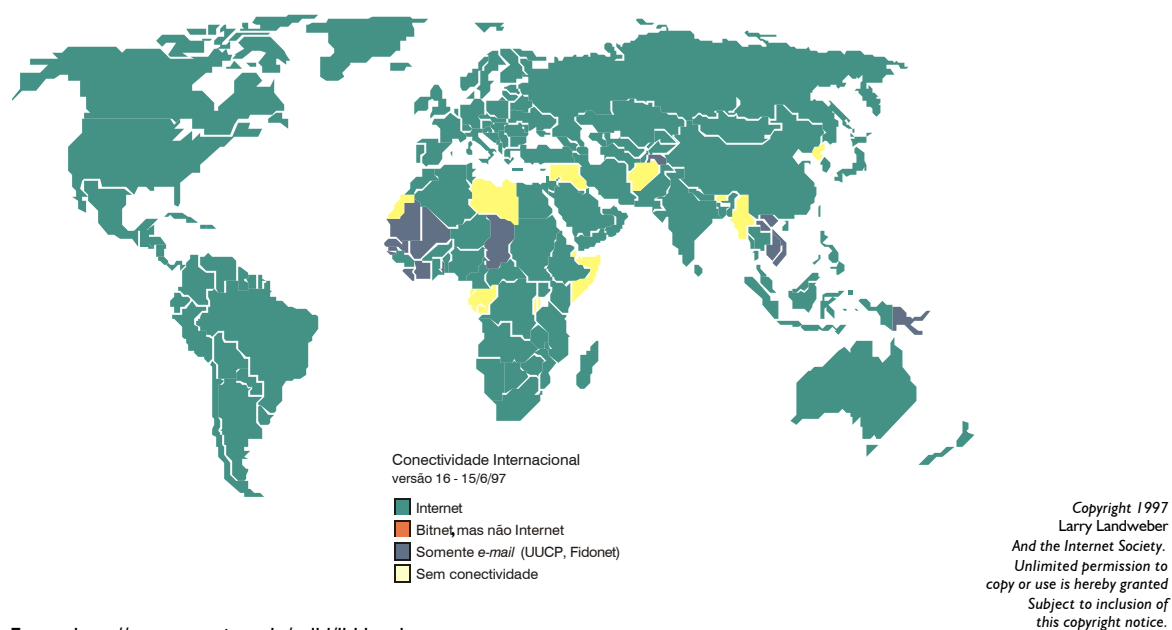 Conectividade Internacional
versão 16 - 15/6/97
Internet
Bitnet, mas não Internet
Somente e-mail (UUCP, Fidonet)
Sem conectividade
Copyright 1997
Larry Landweber
And the Internet Society.
Unlimited permission to
copy or use is hereby granted
Subject to inclusion of
this copyright notice.